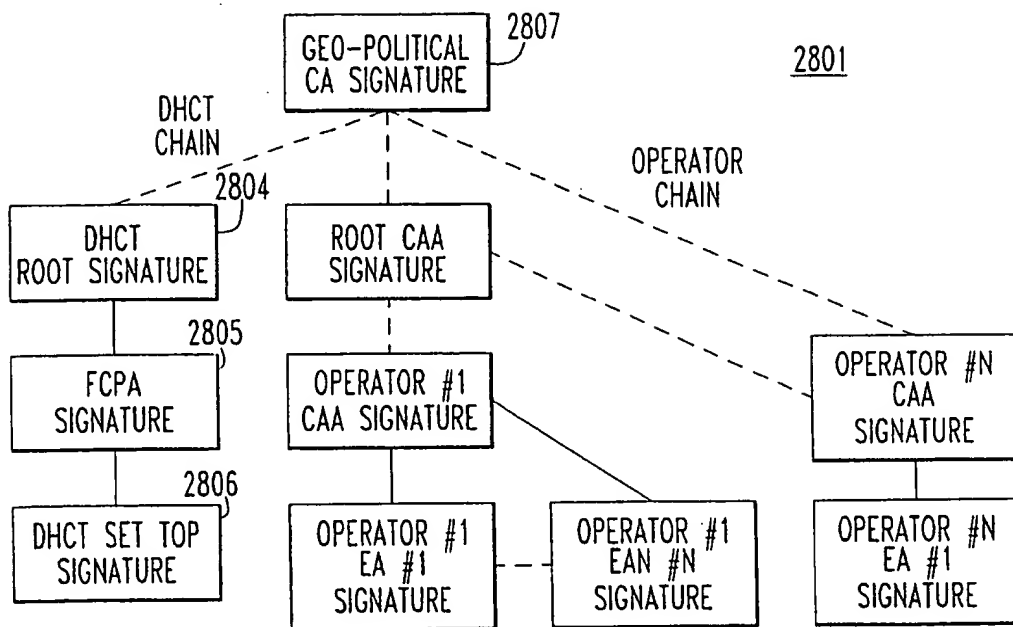 GEO-POLITICAL
CA SIGNATURE
2807
2801
DHCT
CHAIN
OPERATOR
CHAIN
2804
DHCT
ROOT SIGNATURE
ROOT CAA
SIGNATURE
2805
FCPA
SIGNATURE
OPERATOR #1
CAA SIGNATURE
OPERATOR #N
CAA
SIGNATURE
2806
DHCT SET TOP
SIGNATURE
OPERATOR #1
EA #1
SIGNATURE
OPERATOR #1
EAN #N
SIGNATURE
OPERATOR #N
EA #1
SIGNATURE